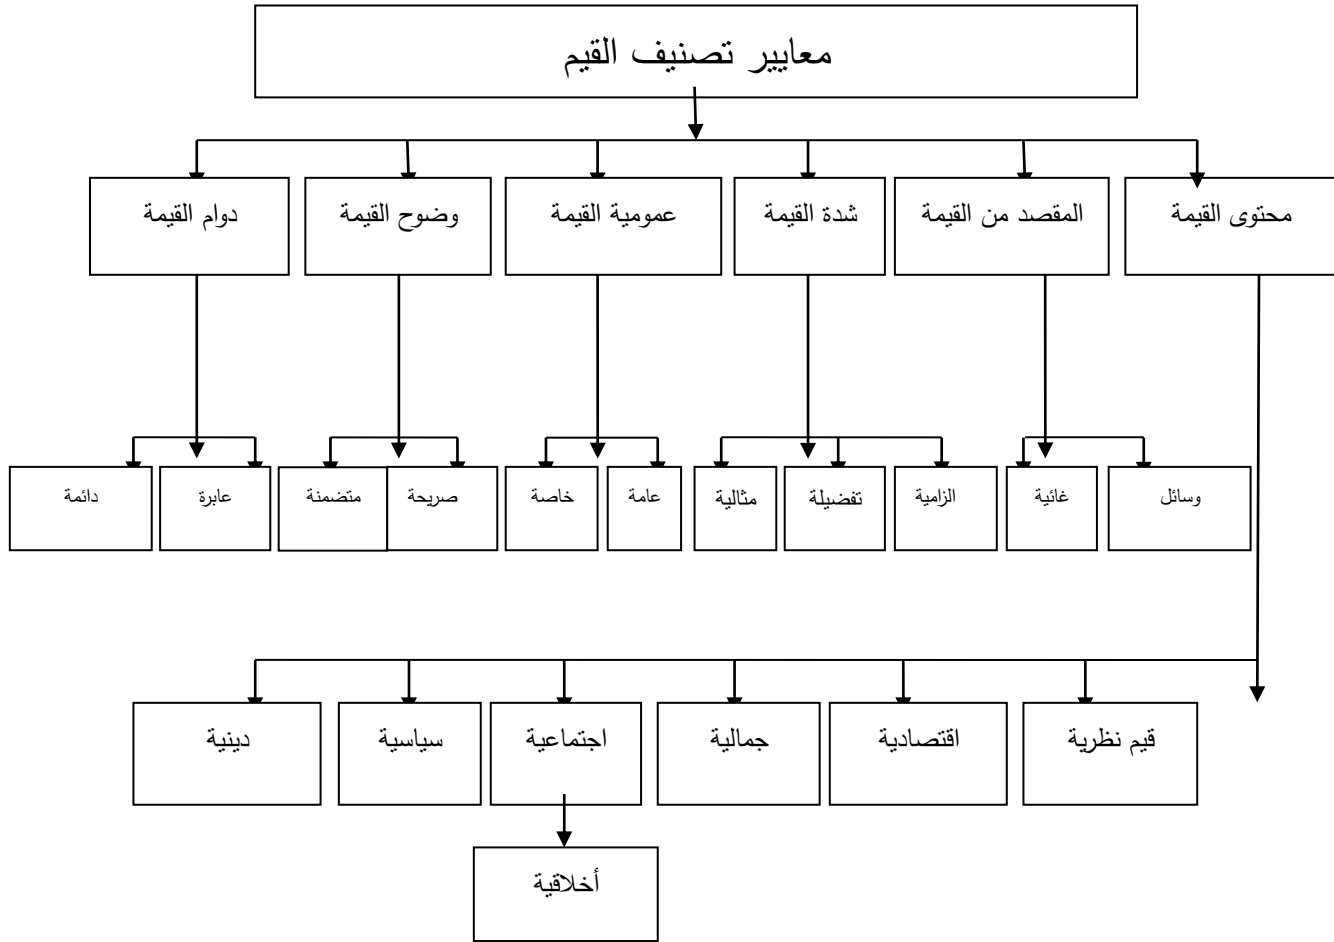 معايير تصنيف القيم
محتوى القيمة
المقصد من القيمة
شدة القيمة
عمومية القيمة
وضوح القيمة
دوام القيمة
وسائل
غائية
الزامية
تفضيلة
مثالية
عامة
خاصة
صريحة
متضمنة
عابرة
دائمة
قيم نظرية
اقتصادية
جمالية
اجتماعية
سياسية
دينية
أخلاقية